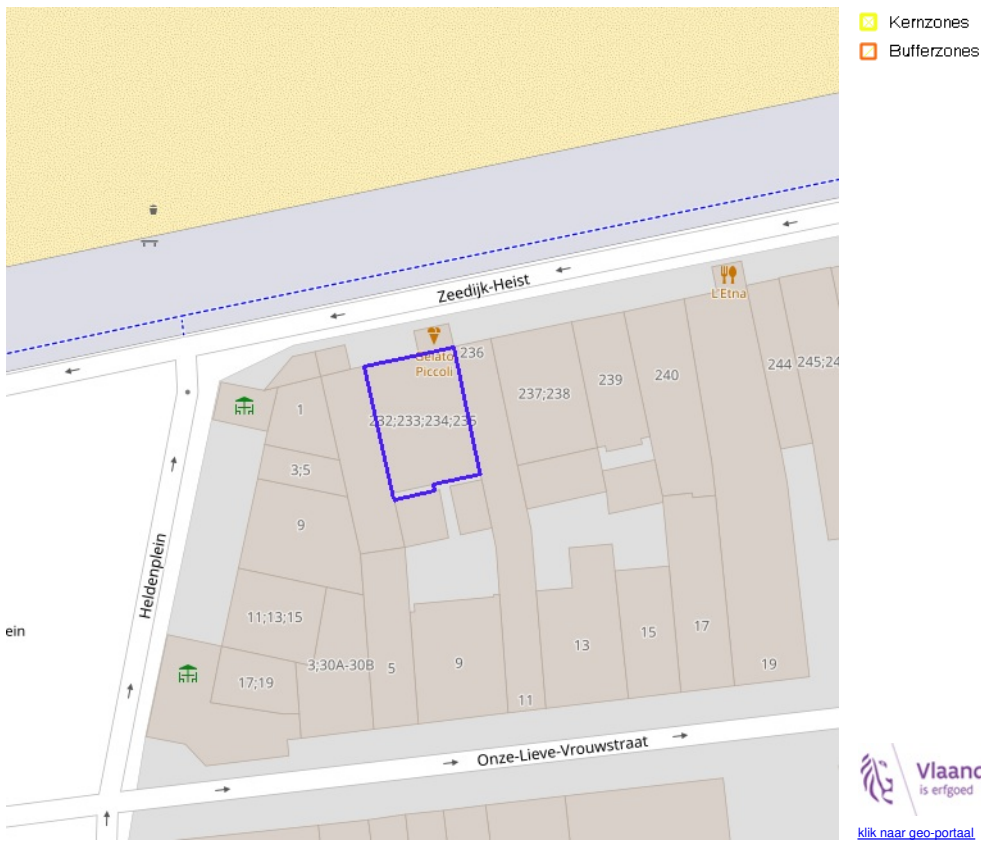 Kernzones
Bufferzones
Zeedijk-Heist
L'Etna
Gelato
Piccoli
236
232;233;234;235
237;238
239
240
244
245;24
1
3;5
9
11;13;15
17;19
3;30A-30B
5
9
11
13
15
17
19
Heldenplein
ein
Onze-Lieve-Vrouwstraat
Vlaand
is erfgoed
klik naar geo-portaal